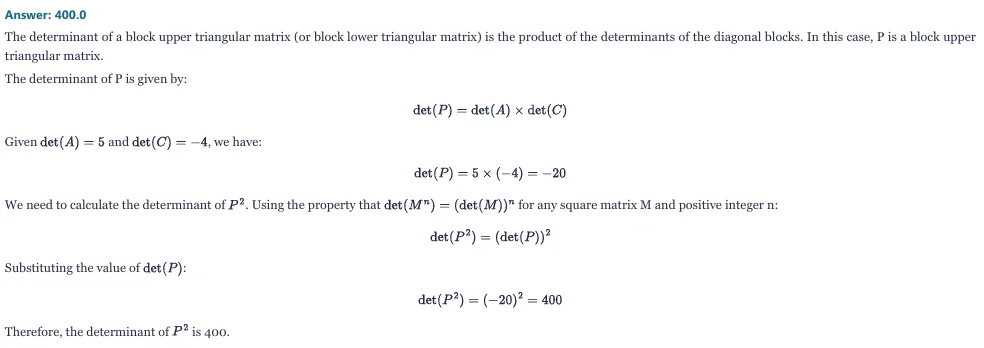 Answer: 400.0
The determinant of a block upper triangular matrix (or block lower triangular matrix) is the product of the determinants of the diagonal blocks. In this case, P is a block upper
triangular matrix.
The determinant of P is given by:
det(P) = det(A) × det(C)
Given det(A) = 5 and det(C) = −4, we have:
det(P) = 5 × (−4) = −20
We need to calculate the determinant of P². Using the property that det(Mⁿ) = (det(M))ⁿ for any square matrix M and positive integer n:
det(P²) = (det(P))²
Substituting the value of det(P):
det(P²) = (−20)² = 400
Therefore, the determinant of P² is 400.